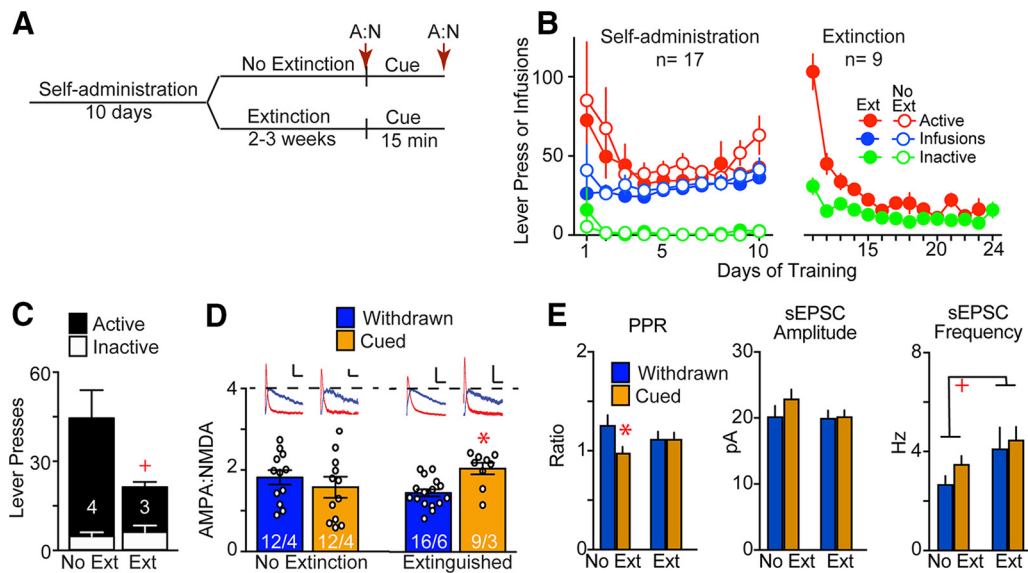 A
A:N
A:N
No Extinction
Cue
Self-administration
10 days
Extinction
Cue
2-3 weeks
15 min
B
Self-administration
n= 17
Extinction
n= 9
Lever Press or Infusions
100
50
0
Ext
No Ext
Active
Infusions
Inactive
1
5
10
15
20
24
Days of Training
C
Active
Inactive
Lever Presses
60
30
0
4
+
3
No Ext
Ext
D
Withdrawn
Cued
AMPA:NMDA
4
2
0
*
12/4
12/4
16/6
9/3
No Extinction
Extinguished
E
PPR
Ratio
2
1
0
Withdrawn
Cued
*
No Ext
Ext
sEPSC
Amplitude
pA
30
20
10
0
No Ext
Ext
sEPSC
Frequency
Hz
8
4
0
+
No Ext
Ext